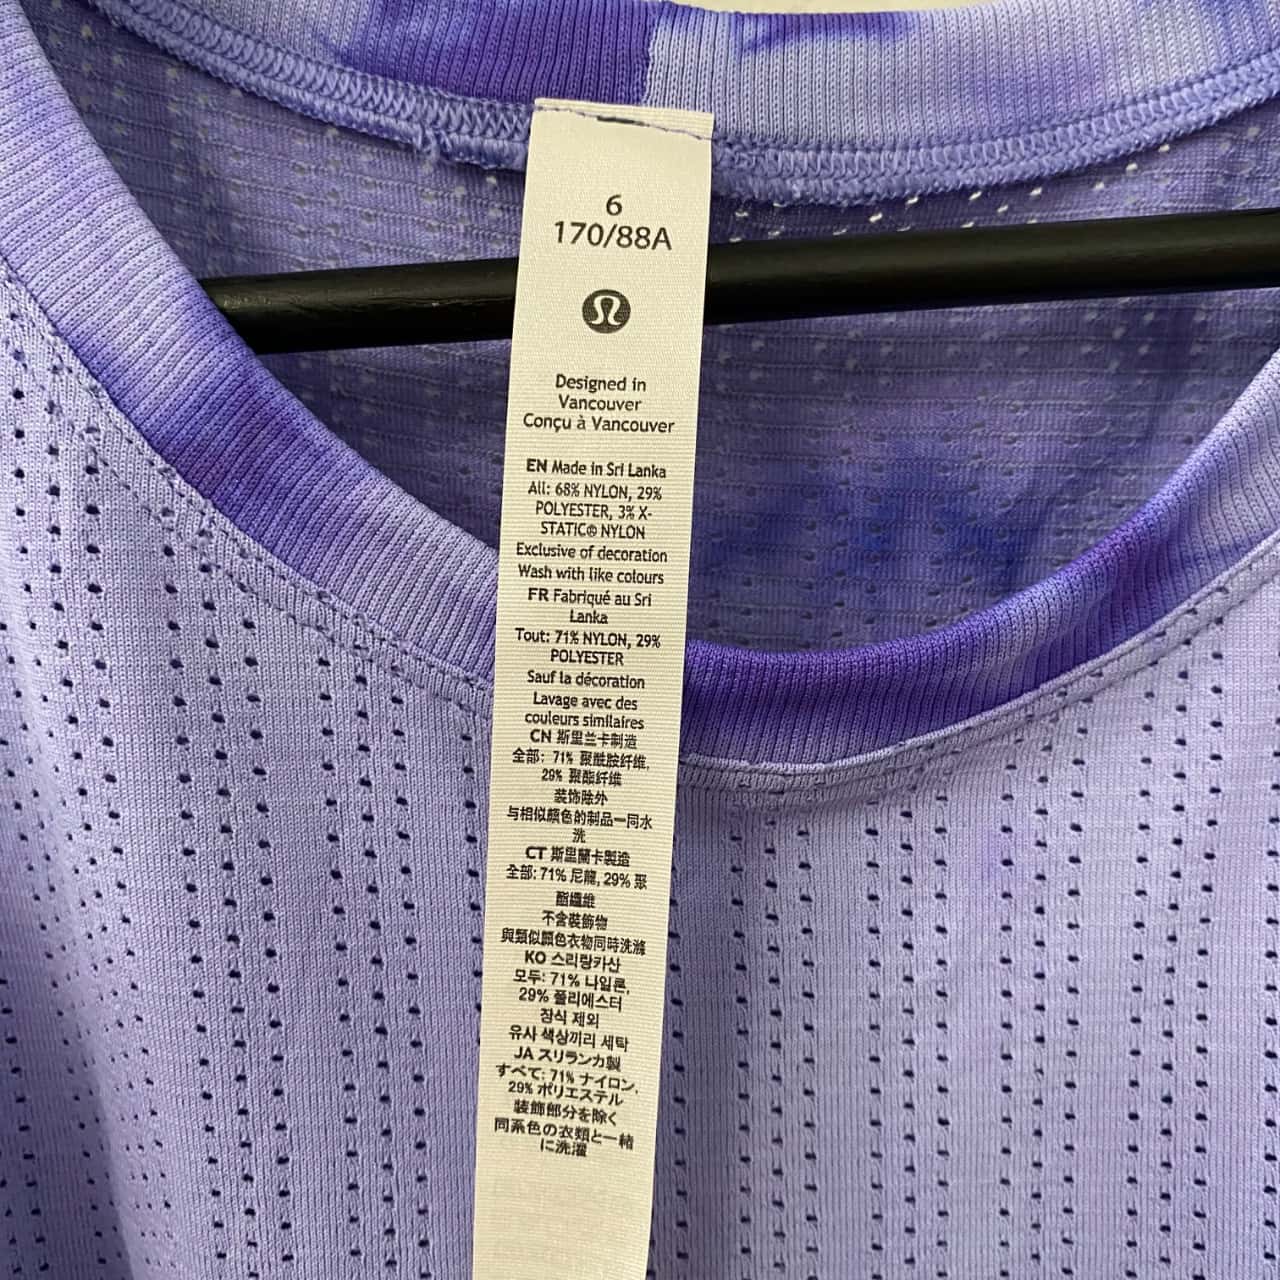 6
170/88A
Designed in
Vancouver
Conçu à Vancouver
EN Made in Sri Lanka
All: 68% NYLON, 29%
POLYESTER, 3% X-
STATIC® NYLON
Exclusive of decoration
Wash with like colours
FR Fabriqué au Sri
Lanka
Tout: 71% NYLON, 29%
POLYESTER
Sauf la décoration
Lavage avec des
couleurs similaires
CN 斯里兰卡制造
全部: 71% 聚酰胺纤维,
29% 聚酯纤维
装饰除外
与相似颜色的制品一同水
洗
CT 斯里蘭卡製造
全部: 71% 尼龍, 29% 聚
酯纖維
不含裝飾物
與類似顏色衣物同時洗滌
KO 스리랑카산
모두: 71% 나일론,
29% 폴리에스터
장식 제외
유사 색상끼리 세탁
JA スリランカ製
すべて: 71% ナイロン,
29% ポリエステル
装飾部分を除く
同系色の衣類と一緒
に洗濯